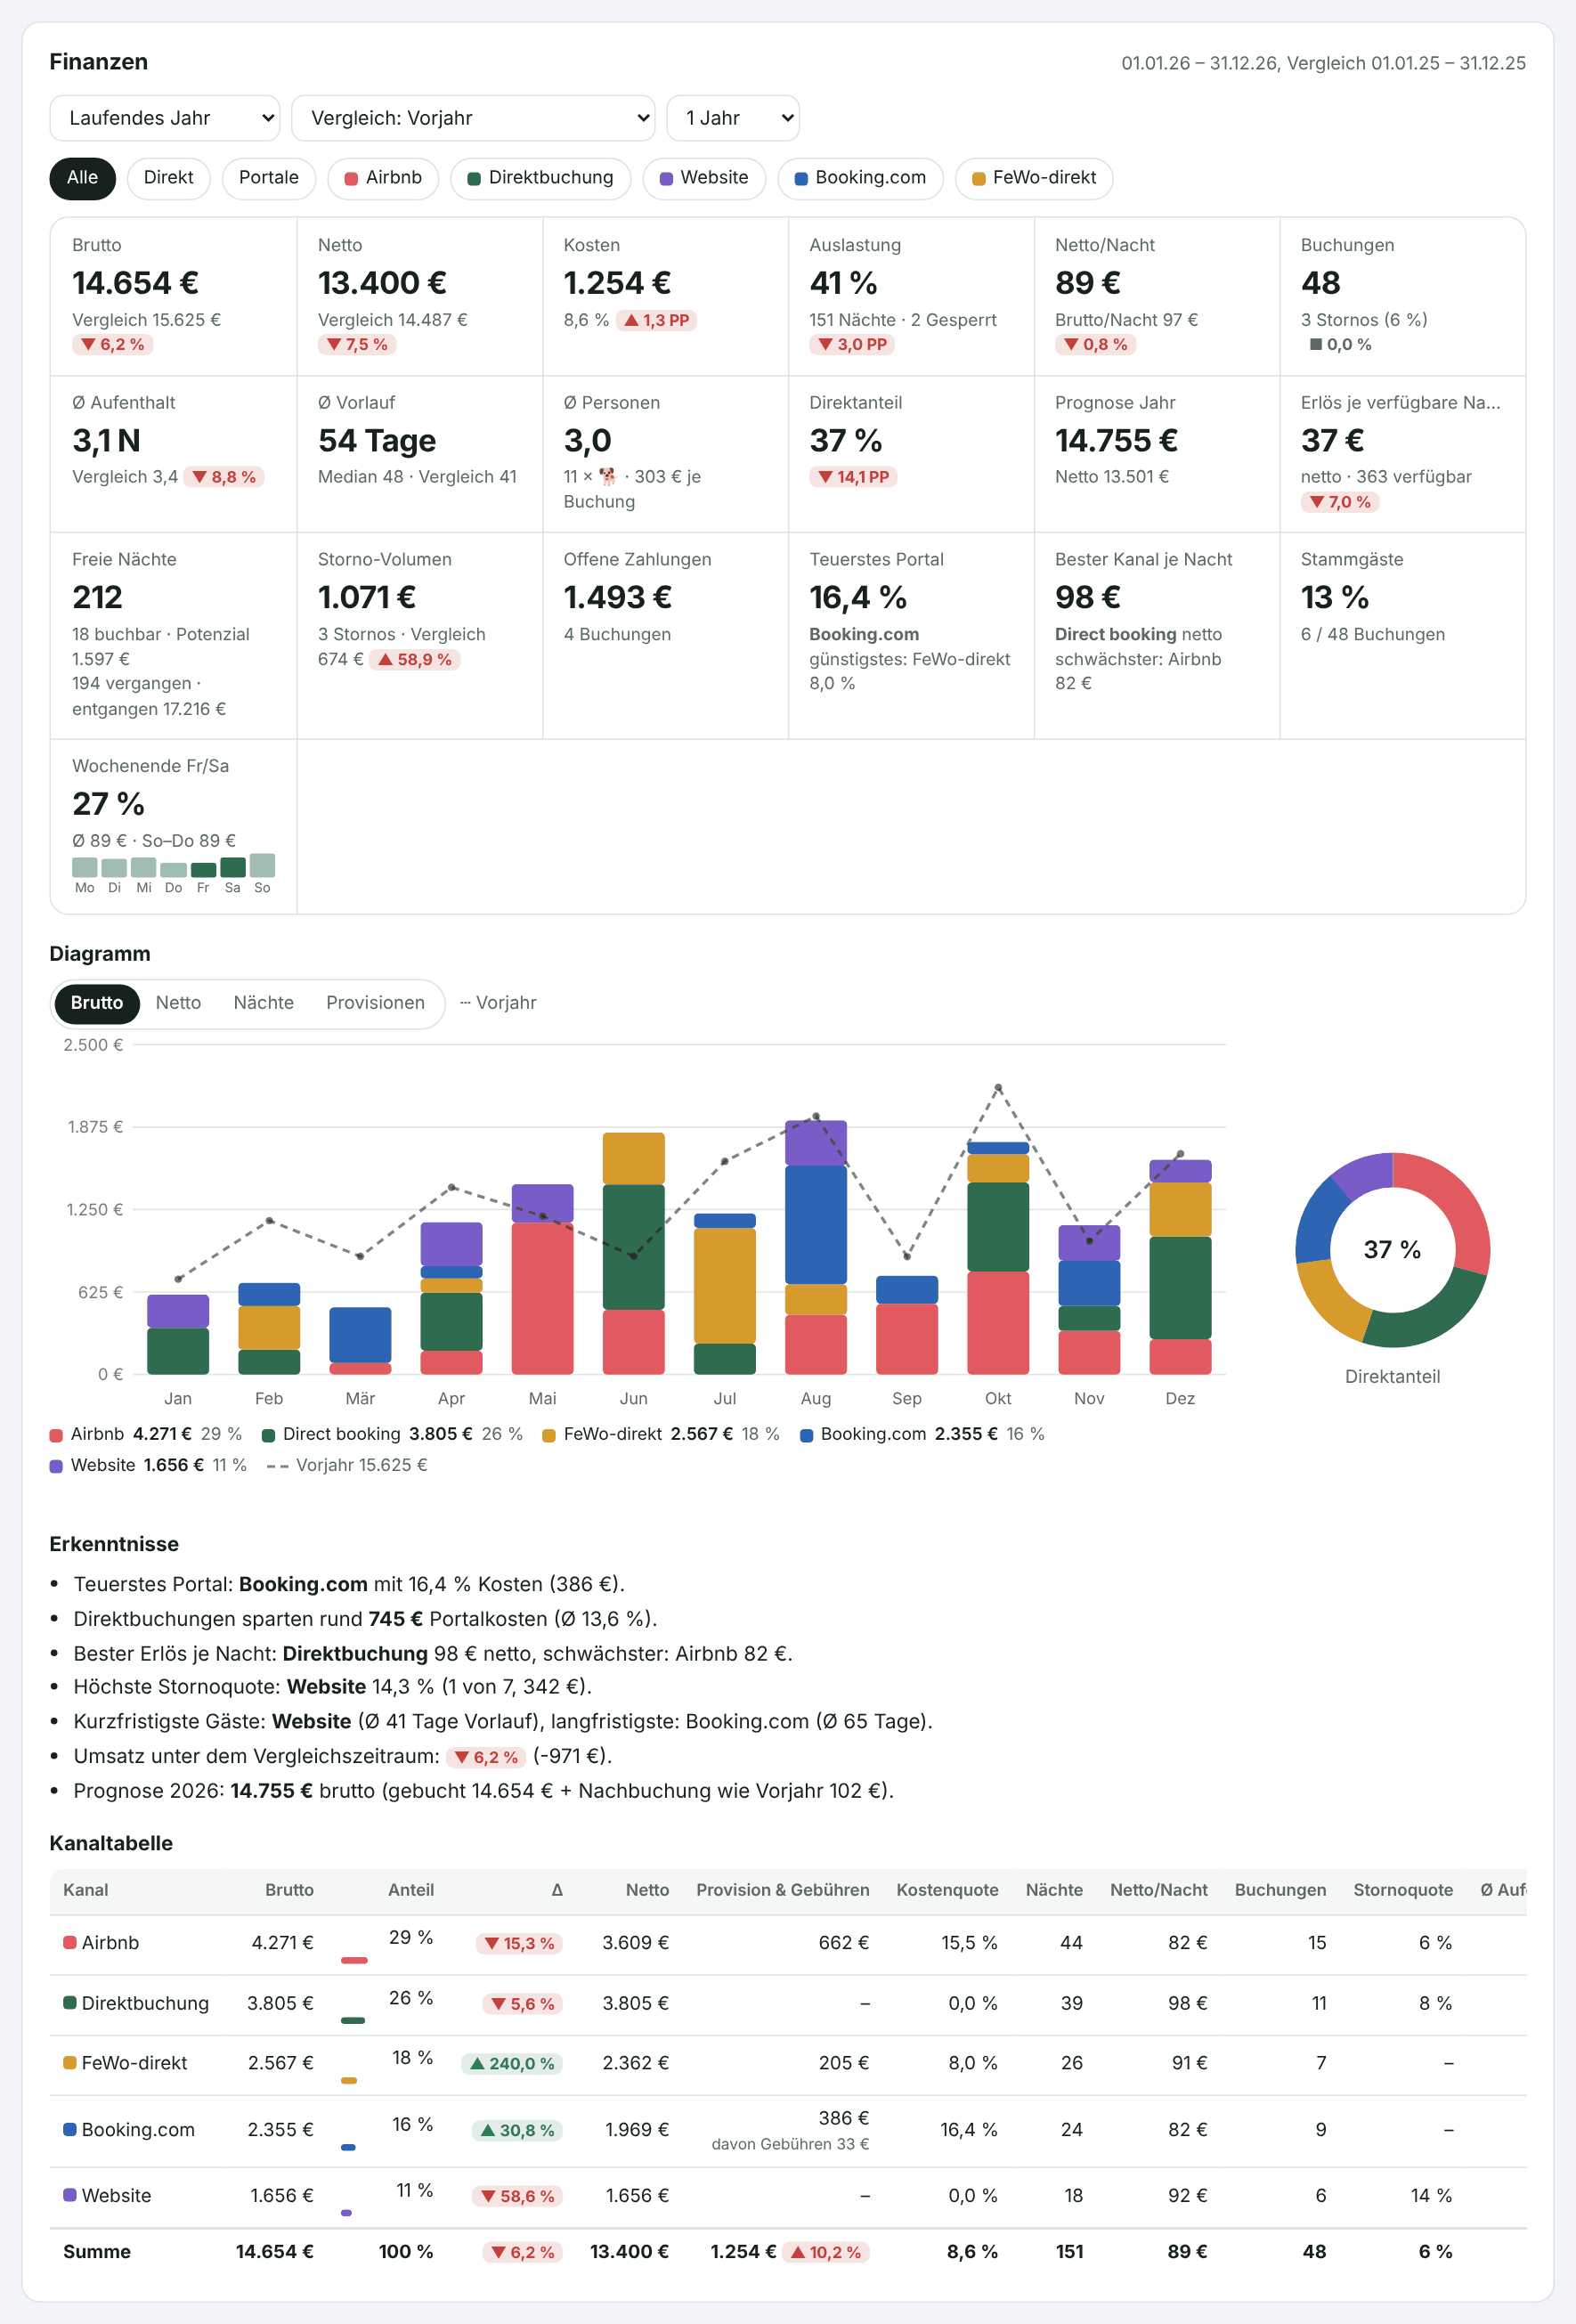 Finanzen
01.01.26 – 31.12.26, Vergleich 01.01.25 – 31.12.25
Laufendes Jahr
Vergleich: Vorjahr
1 Jahr
Alle Direkt Portale Airbnb Direktbuchung Website Booking.com FeWo-direkt
Brutto
14.654 €
Vergleich 15.625 €
▼ 6,2 %
Netto
13.400 €
Vergleich 14.487 €
▼ 7,5 %
Kosten
1.254 €
8,6 % ▲ 1,3 PP
Auslastung
41 %
151 Nächte · 2 Gesperrt
▼ 3,0 PP
Netto/Nacht
89 €
Brutto/Nacht 97 €
▼ 0,8 %
Buchungen
48
3 Stornos (6 %)
■ 0,0 %
Ø Aufenthalt
3,1 N
Vergleich 3,4 ▼ 8,8 %
Ø Vorlauf
54 Tage
Median 48 · Vergleich 41
Ø Personen
3,0
11 × 🐕 · 303 € je
Buchung
Direktanteil
37 %
▼ 14,1 PP
Prognose Jahr
14.755 €
Netto 13.501 €
Erlös je verfügbare Na...
37 €
netto · 363 verfügbar
▼ 7,0 %
Freie Nächte
212
18 buchbar · Potenzial
1.597 €
194 vergangen ·
entgangen 17.216 €
Storno-Volumen
1.071 €
3 Stornos · Vergleich
674 € ▲ 58,9 %
Offene Zahlungen
1.493 €
4 Buchungen
Teuerstes Portal
16,4 %
Booking.com
günstigstes: FeWo-direkt
8,0 %
Bester Kanal je Nacht
98 €
Direct booking netto
schwächster: Airbnb
82 €
Stammgäste
13 %
6 / 48 Buchungen
Wochenende Fr/Sa
27 %
Ø 89 € · So–Do 89 €
Mo Di Mi Do Fr Sa So
Diagramm
Brutto Netto Nächte Provisionen ┄ Vorjahr
2.500 €
1.875 €
1.250 €
625 €
0 €
Jan Feb Mär Apr Mai Jun Jul Aug Sep Okt Nov Dez
37 %
Direktanteil
Airbnb 4.271 € 29 % Direct booking 3.805 € 26 % FeWo-direkt 2.567 € 18 % Booking.com 2.355 € 16 %
Website 1.656 € 11 % Vorjahr 15.625 €
Erkenntnisse
• Teuerstes Portal: Booking.com mit 16,4 % Kosten (386 €).
• Direktbuchungen sparten rund 745 € Portalkosten (Ø 13,6 %).
• Bester Erlös je Nacht: Direktbuchung 98 € netto, schwächster: Airbnb 82 €.
• Höchste Stornoquote: Website 14,3 % (1 von 7, 342 €).
• Kurzfristigste Gäste: Website (Ø 41 Tage Vorlauf), langfristigste: Booking.com (Ø 65 Tage).
• Umsatz unter dem Vergleichszeitraum: ▼ 6,2 % (-971 €).
• Prognose 2026: 14.755 € brutto (gebucht 14.654 € + Nachbuchung wie Vorjahr 102 €).
Kanaltabelle
Kanal Brutto Anteil Δ Netto Provision & Gebühren Kostenquote Nächte Netto/Nacht Buchungen Stornoquote Ø
Airbnb 4.271 € 29 % ▼ 15,3 % 3.609 € 662 € 15,5 % 44 82 € 15 6 %
Direktbuchung 3.805 € 26 % ▼ 5,6 % 3.805 € – 0,0 % 39 98 € 11 8 %
FeWo-direkt 2.567 € 18 % ▲ 240,0 % 2.362 € 205 € 8,0 % 26 91 € 7 –
Booking.com 2.355 € 16 % ▲ 30,8 % 1.969 € 386 € 16,4 % 24 82 € 9 –
davon Gebühren 33 €
Website 1.656 € 11 % ▼ 58,6 % 1.656 € – 0,0 % 18 92 € 6 14 %
Summe 14.654 € 100 % ▼ 6,2 % 13.400 € 1.254 € ▲ 10,2 % 8,6 % 151 89 € 48 6 %